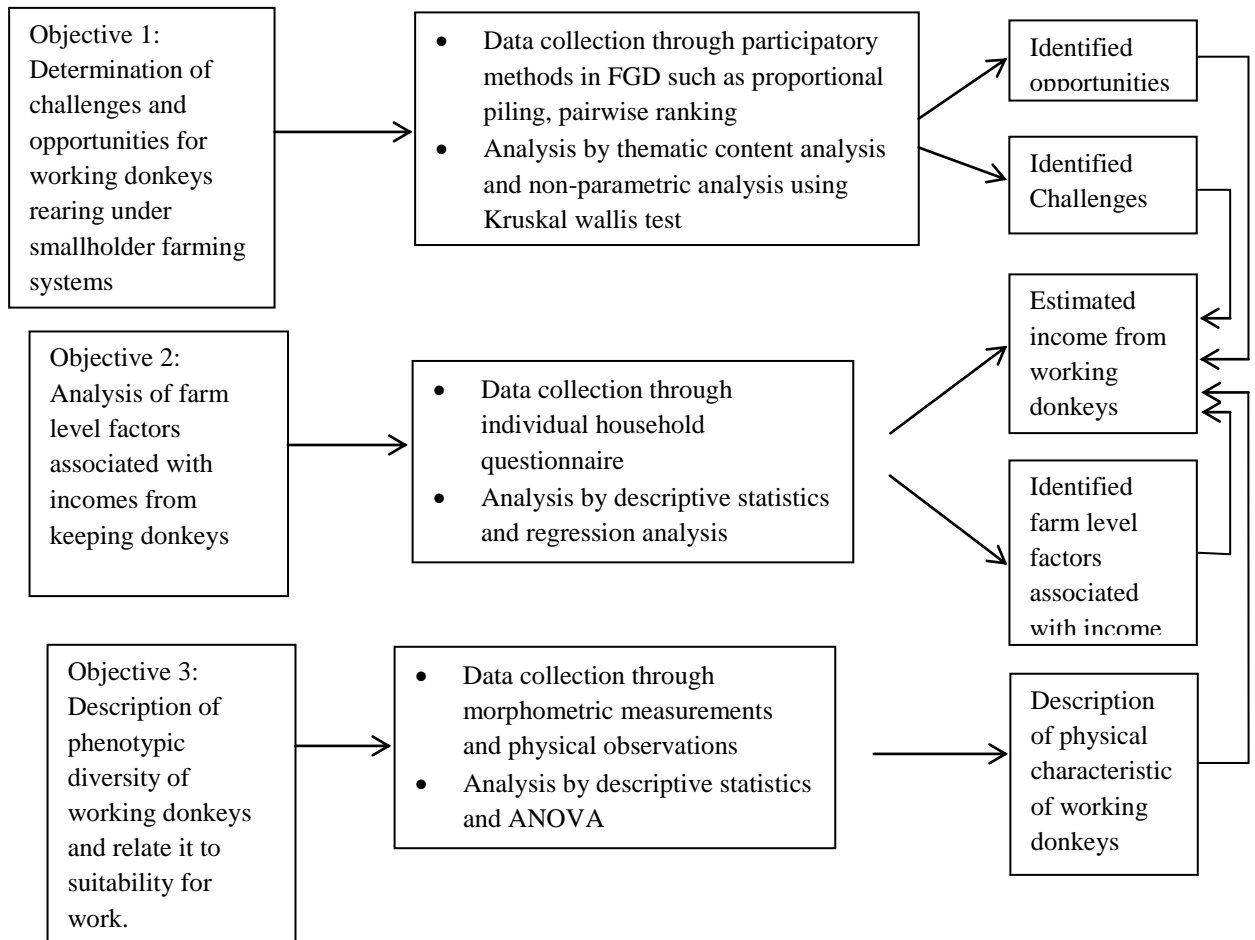 Objective 1:
Determination of
challenges and
opportunities for
working donkeys
rearing under
smallholder farming
systems
• Data collection through participatory
methods in FGD such as proportional
piling, pairwise ranking
• Analysis by thematic content analysis
and non-parametric analysis using
Kruskal wallis test
Identified
opportunities
Identified
Challenges
Objective 2:
Analysis of farm
level factors
associated with
incomes from
keeping donkeys
• Data collection through
individual household
questionnaire
• Analysis by descriptive statistics
and regression analysis
Estimated
income from
working
donkeys
Identified
farm level
factors
associated
with income
Objective 3:
Description of
phenotypic
diversity of
working donkeys
and relate it to
suitability for
work.
• Data collection through
morphometric measurements
and physical observations
• Analysis by descriptive statistics
and ANOVA
Description
of physical
characteristic
of working
donkeys